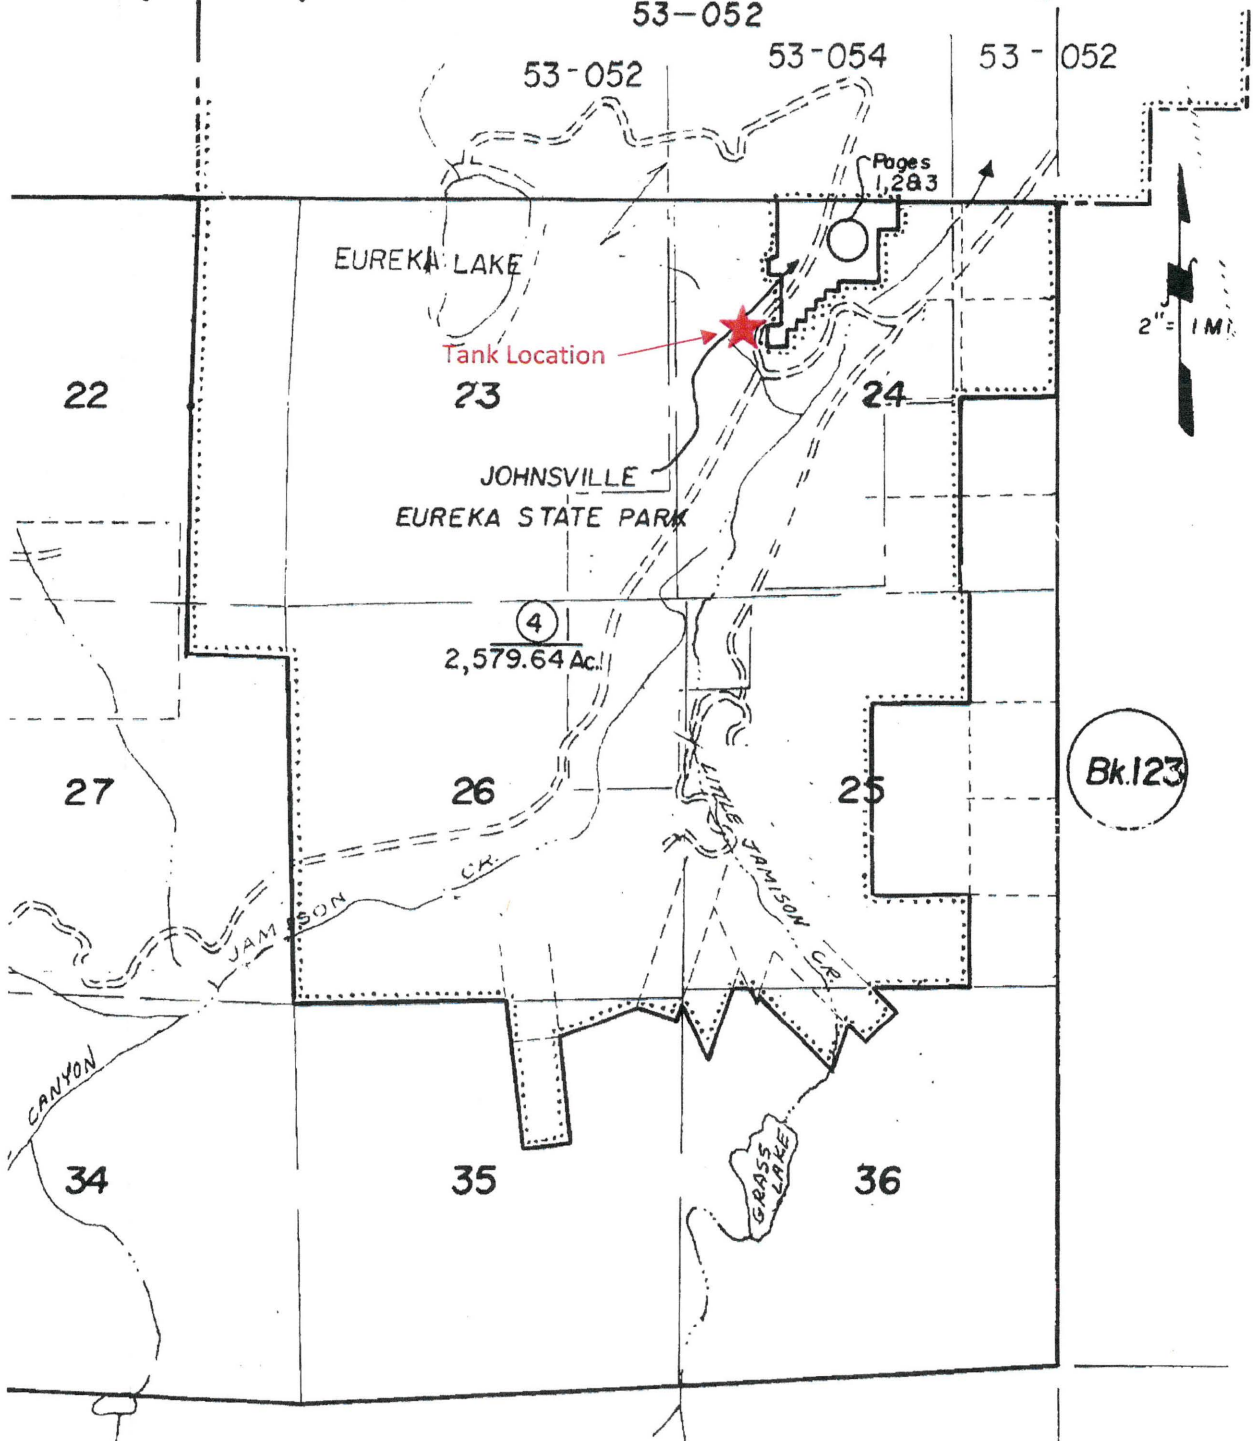 53-052
53-054
53-052
53-052
Pages
1,2&3
EUREKA LAKE
2"= 1 MI.
Tank Location
22
23
24
JOHNSVILLE
EUREKA STATE PARK
4
2,579.64 Ac.
27
26
25
Bk.123
LITTLE JAMISON CR.
JAMISON CR.
CANYON
34
35
36
GRASS
LAKE